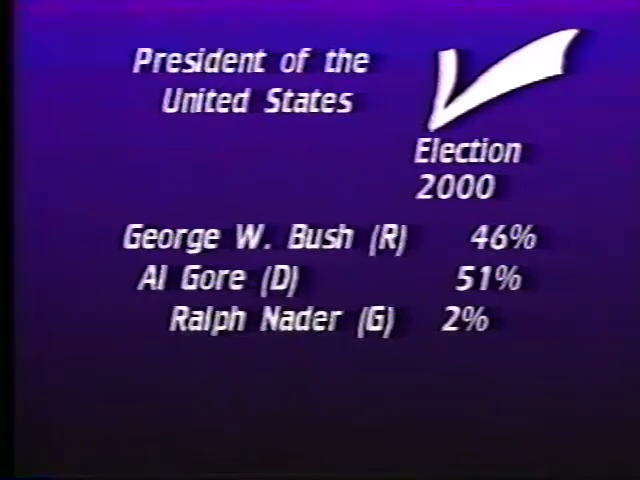 President of the
United States
Election
2000
George W. Bush (R) 46%
Al Gore (D) 51%
Ralph Nader (G) 2%